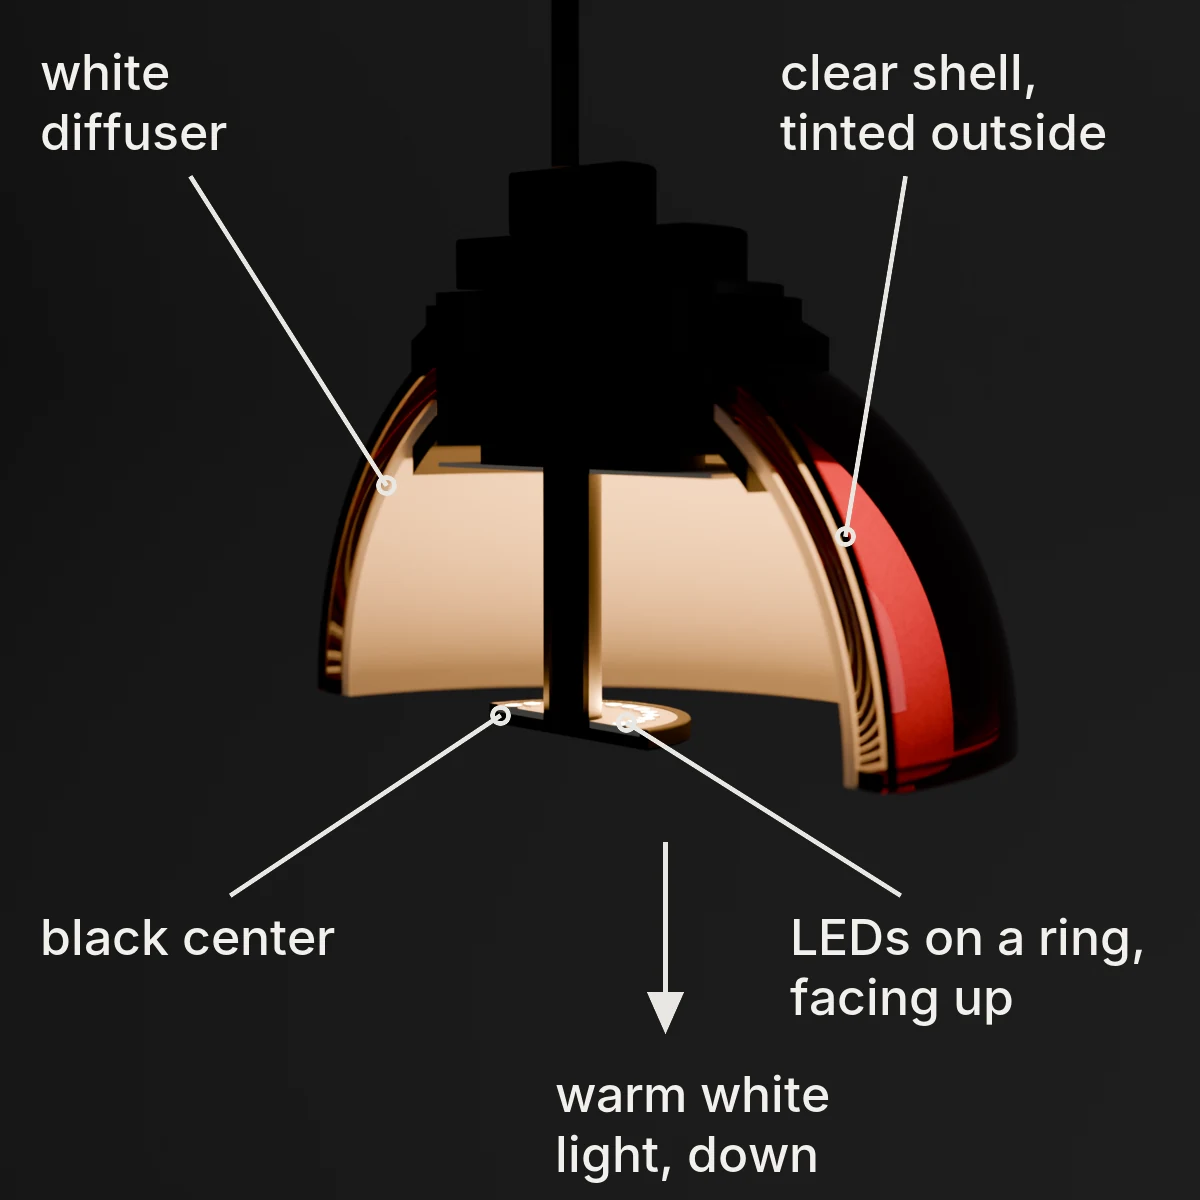 white
diffuser
clear shell,
tinted outside
black center
LEDs on a ring,
facing up
warm white
light, down